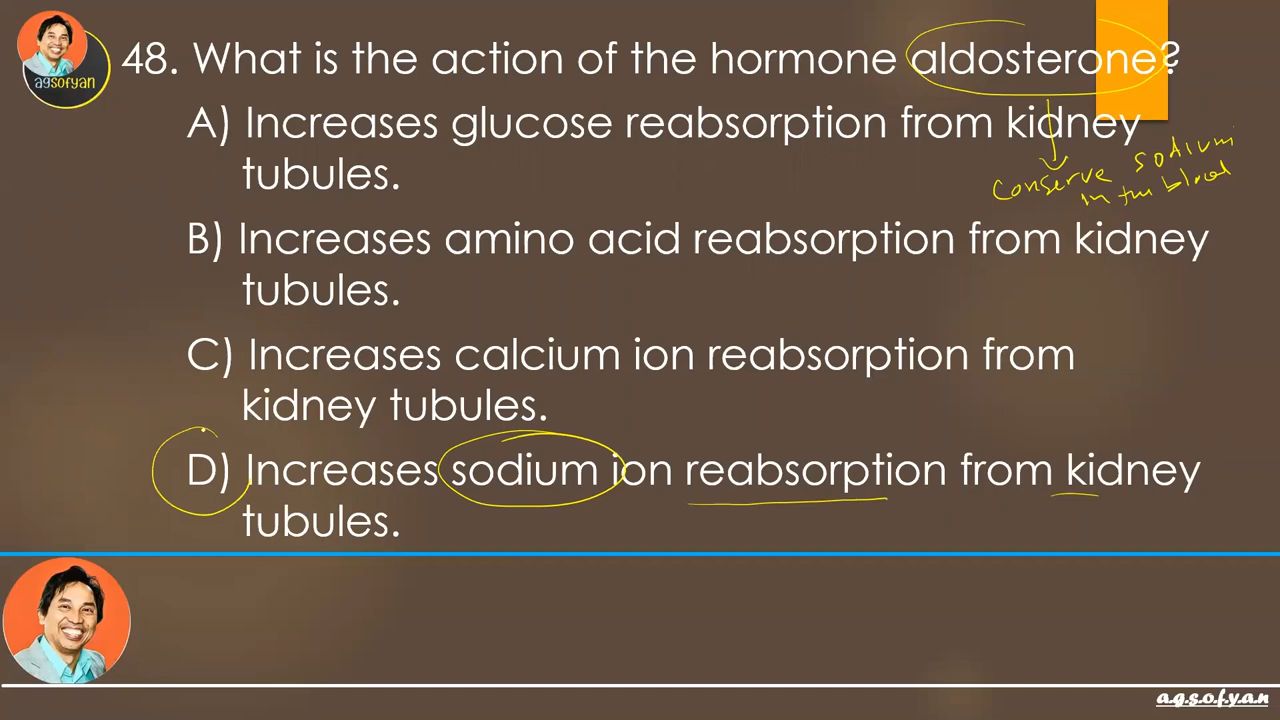 agsofyan
48. What is the action of the hormone aldosterone?
A) Increases glucose reabsorption from kidney
tubules.
conserve sodium
in the blood
B) Increases amino acid reabsorption from kidney
tubules.
C) Increases calcium ion reabsorption from
kidney tubules.
D) Increases sodium ion reabsorption from kidney
tubules.
a.g.s.o.f.y.a.n